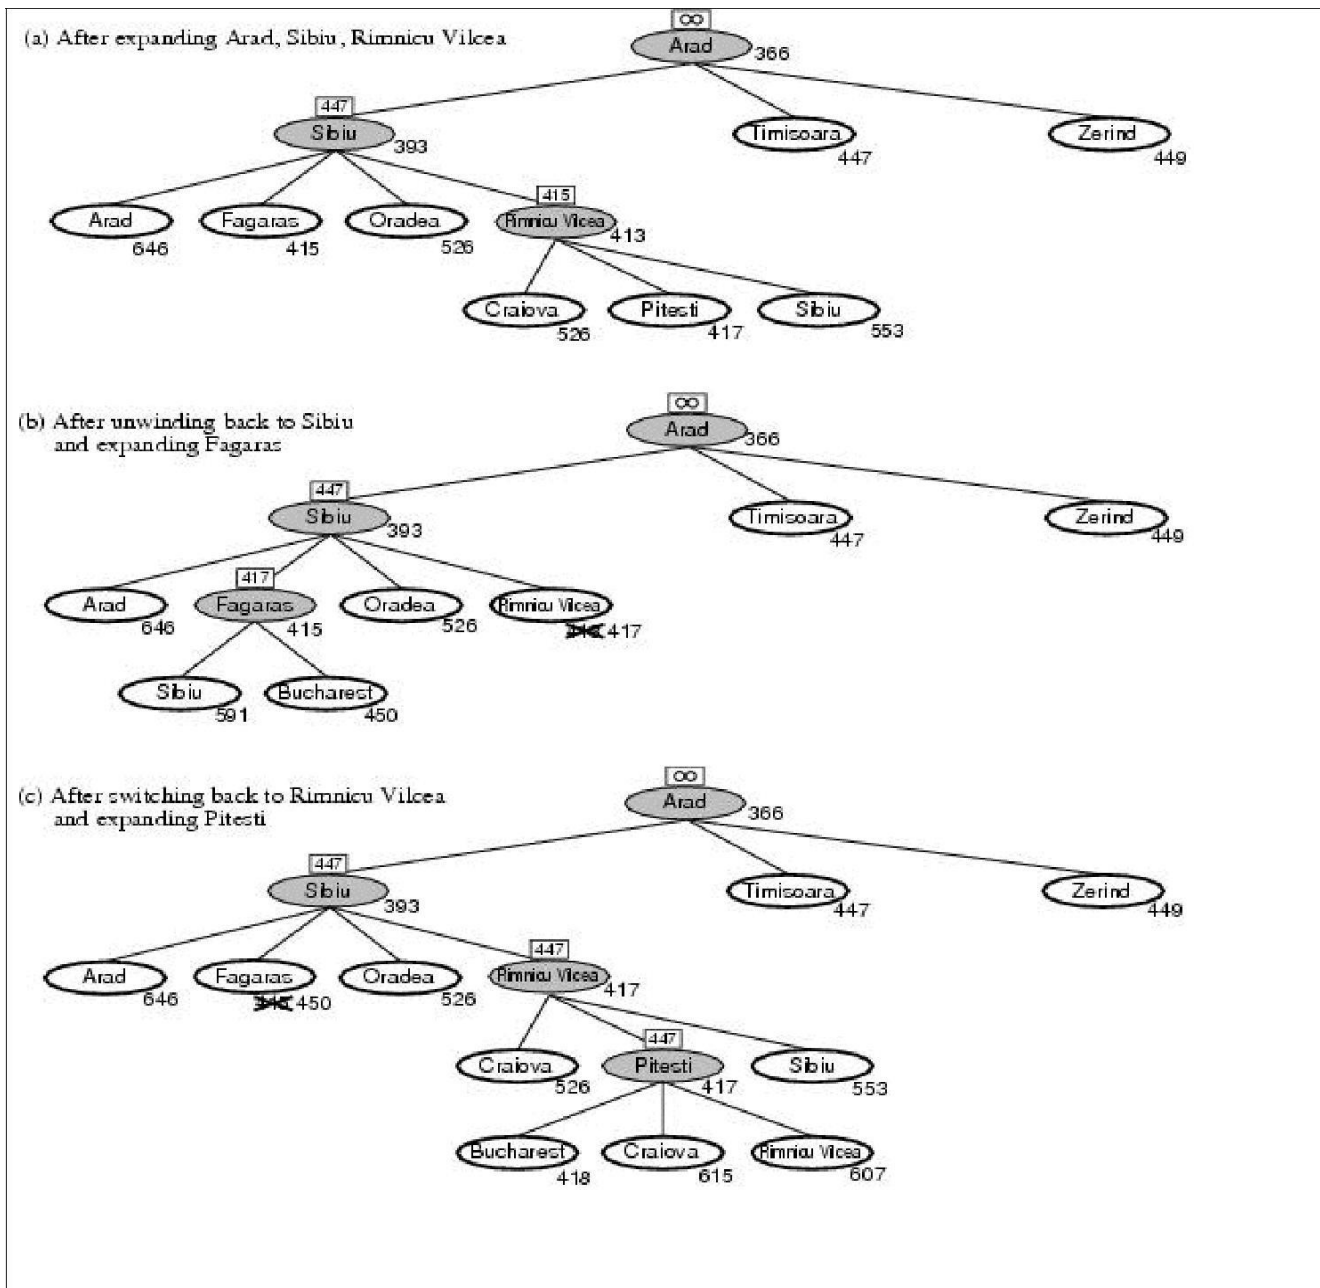 ∞
(a) After expanding Arad, Sibiu, Rimnicu Vilcea
Arad
366
447
Sibiu
393
Timisoara
447
Zerind
449
Arad
646
Fagaras
415
Oradea
526
415
Rimnicu Vilcea
413
Craiova
526
Pitesti
417
Sibiu
553
(b) After unwinding back to Sibiu
and expanding Fagaras
∞
Arad
366
447
Sibiu
393
Timisoara
447
Zerind
449
Arad
646
417
Fagaras
415
Oradea
526
Rimnicu Vilcea
417
Sibiu
591
Bucharest
450
(c) After switching back to Rimnicu Vilcea
and expanding Pitesti
∞
Arad
366
447
Sibiu
393
Timisoara
447
Zerind
449
Arad
646
Fagaras
450
Oradea
526
447
Rimnicu Vilcea
417
Craiova
526
447
Pitesti
417
Sibiu
553
Bucharest
418
Craiova
615
Rimnicu Vilcea
607